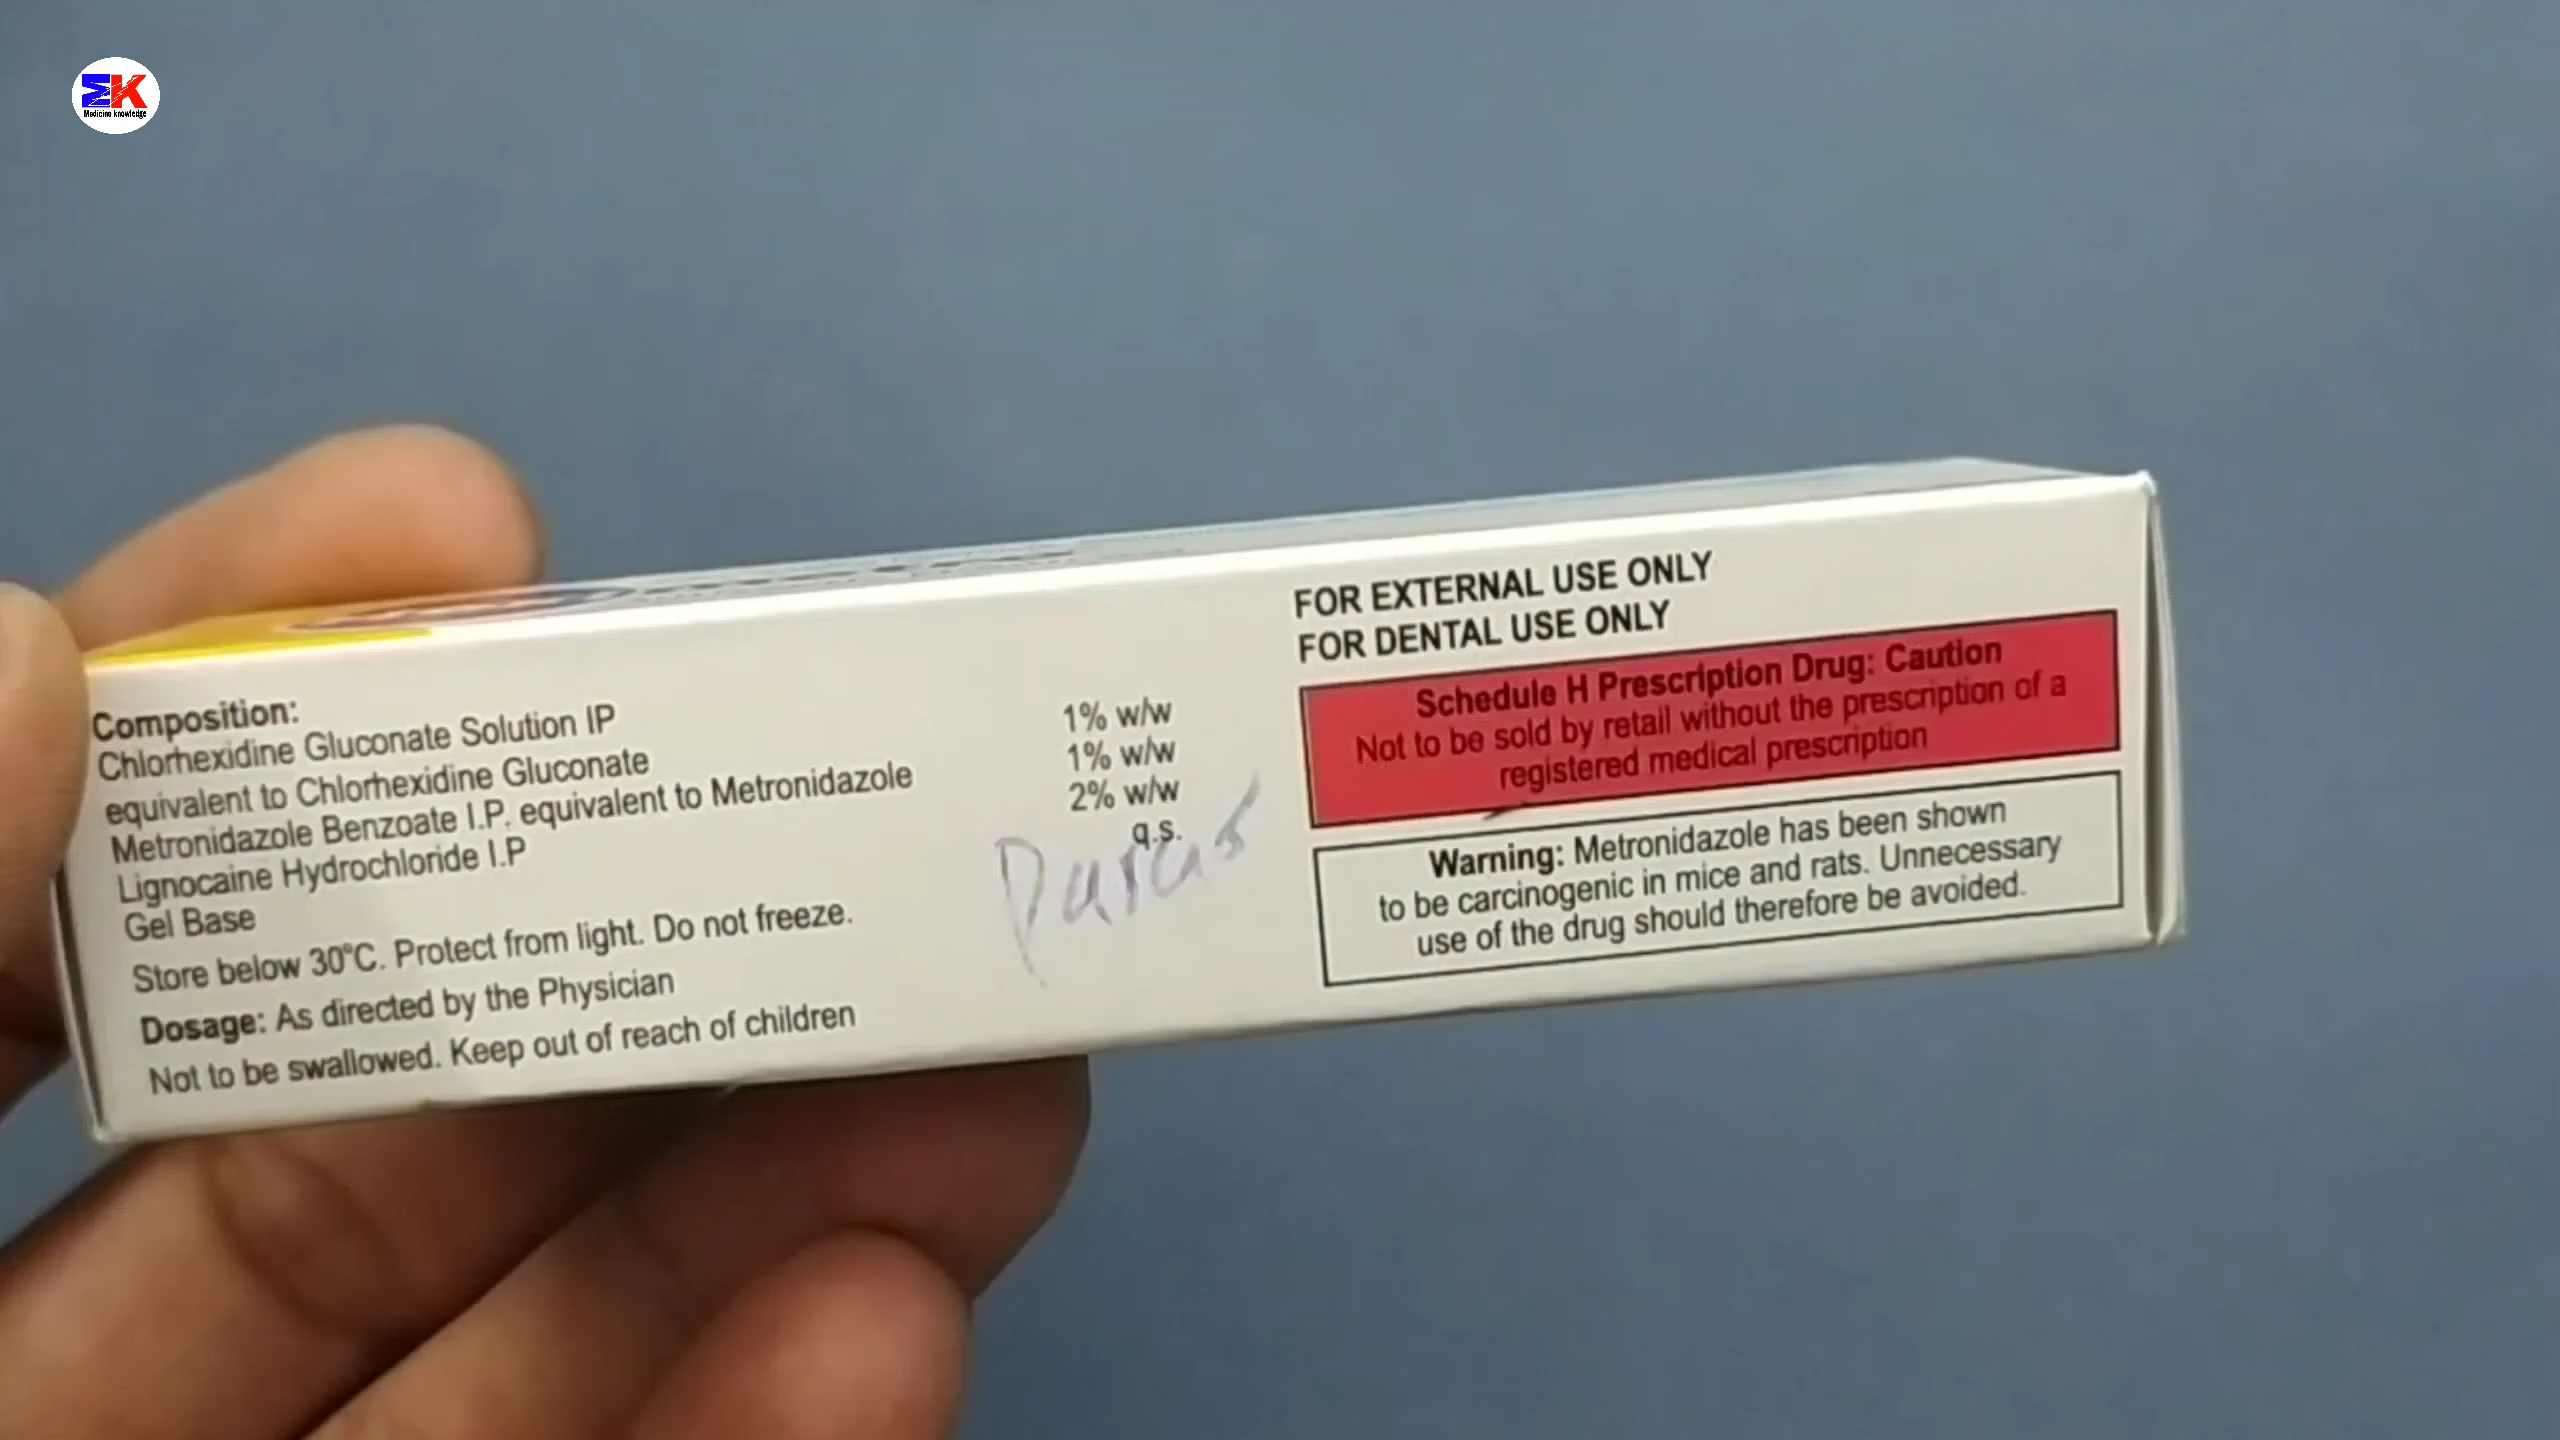 Medicine knowledge
Composition:
Chlorhexidine Gluconate Solution IP
equivalent to Chlorhexidine Gluconate 1% w/w
Metronidazole Benzoate I.P. equivalent to Metronidazole 1% w/w
Lignocaine Hydrochloride I.P 2% w/w
Gel Base q.s.
Store below 30°C. Protect from light. Do not freeze.
Dosage: As directed by the Physician
Not to be swallowed. Keep out of reach of children
FOR EXTERNAL USE ONLY
FOR DENTAL USE ONLY
Schedule H Prescription Drug: Caution
Not to be sold by retail without the prescription of a
registered medical prescription
Warning: Metronidazole has been shown
to be carcinogenic in mice and rats. Unnecessary
use of the drug should therefore be avoided.